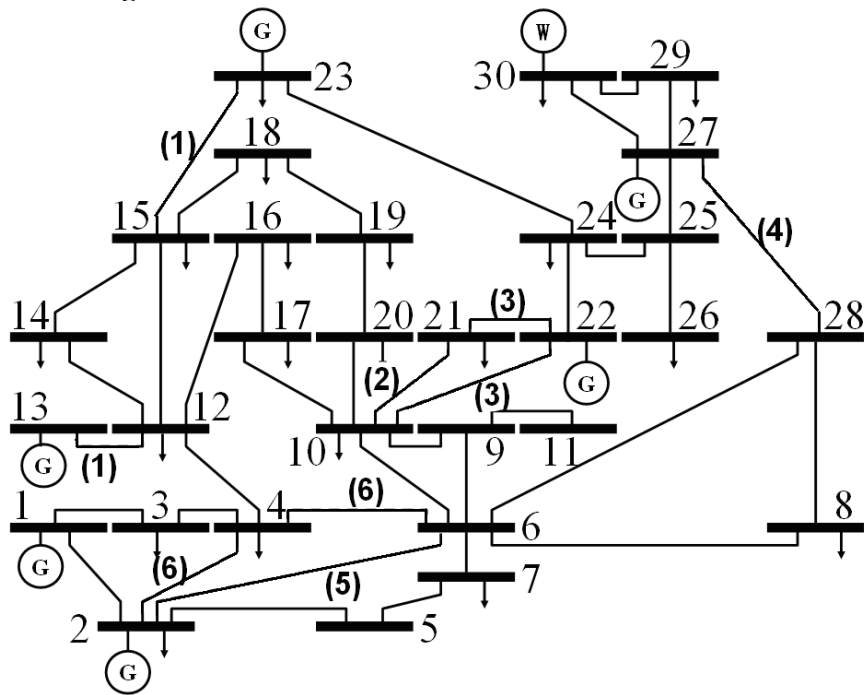 G W
23 30 29
(1) 18 27
G
15 16 19 24 25 (4)
14 17 20 21 (3) 22 26 28
(2) (3) G
13 12 10 9 11
G (1)
1 3 4 (6) 6 8
G (6) (5) 7
2 5
G